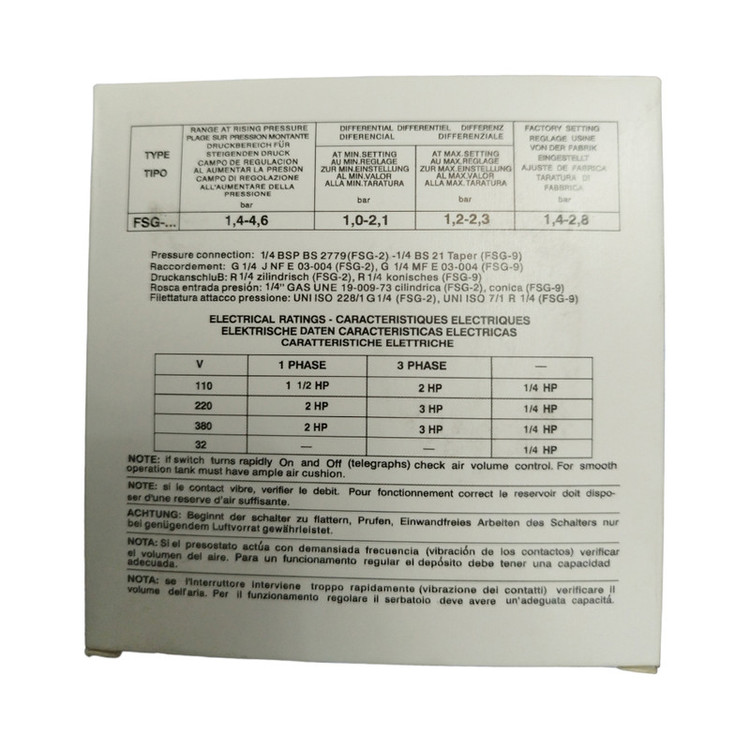 TYPE
TIPO
RANGE AT RISING PRESSURE
PLAGE SUR PRESSION MONTANTE
DRUCKBEREICH FÜR
STEIGENDEN DRUCK
CAMPO DE REGULACION
AL AUMENTAR LA PRESION
CAMPO DI REGOLAZIONE
ALL'AUMENTARE DELLA
PRESSIONE
bar
DIFFERENTIAL DIFFERENTIEL DIFFERENZ
DIFERENCIAL DIFFERENZIALE
AT MIN.SETTING
AU MIN.REGLAGE
ZUR MIN.EINSTELLUNG
AL MIN.VALOR
ALLA MIN.TARATURA
bar
AT MAX.SETTING
AU MAX.REGLAGE
ZUR MAX.EINSTELLUNG
AL MAX.VALOR
ALLA MAX.TARATURA
bar
FACTORY SETTING
REGLAGE USINE
VON DER FABRIK
EINGESTELLT
AJUSTE DE FABRICA
TARATURA DI
FABBRICA
bar
FSG-... 1,4-4,6 1,0-2,1 1,2-2,3 1,4-2,8
Pressure connection: 1/4 BSP BS 2779(FSG-2) -1/4 BS 21 Taper (FSG-9)
Raccordement: G 1/4 J NF E 03-004 (FSG-2), G 1/4 MF E 03-004 (FSG-9)
Druckanschluß: R 1/4 zilindrisch (FSG-2), R 1/4 konisches (FSG-9)
Rosca entrada presión: 1/4" GAS UNE 19-009-73 cilindrica (FSG-2), conica (FSG-9)
Filettatura attacco pressione: UNI ISO 228/1 G 1/4 (FSG-2), UNI ISO 7/1 R 1/4 (FSG-9)
ELECTRICAL RATINGS - CARACTERISTIQUES ELECTRIQUES
ELEKTRISCHE DATEN CARACTERISTICAS ELECTRICAS
CARATTERISTICHE ELETTRICHE
V 1 PHASE 3 PHASE —
110 1 1/2 HP 2 HP 1/4 HP
220 2 HP 3 HP 1/4 HP
380 2 HP 3 HP 1/4 HP
32 — — 1/4 HP
NOTE: If switch turns rapidly On and Off (telegraphs) check air volume control. For smooth
operation tank must have ample air cushion.
NOTE: si le contact vibre, verifier le debit. Pour fonctionnement correct le reservoir doit dispo-
ser d'une reserve d'air suffisante.
ACHTUNG: Beginnt der schalter zu flattern, Prufen, Einwandfreies Arbeiten des Schalters nur
bei genügendem Luftvorrat gewährleistet.
NOTA: Si el presostato actúa con demansiada frecuencia (vibración de los contactos) verificar
el volumen del aire. Para un funcionamento regular el depósito debe tener una capacidad
adecuada.
NOTA: se l'interruttore interviene troppo rapidamente (vibrazione dei contatti) verificare il
volume dell'aria. Per il funzionamento regolare il serbatoio deve avere un'adeguata capacitá.